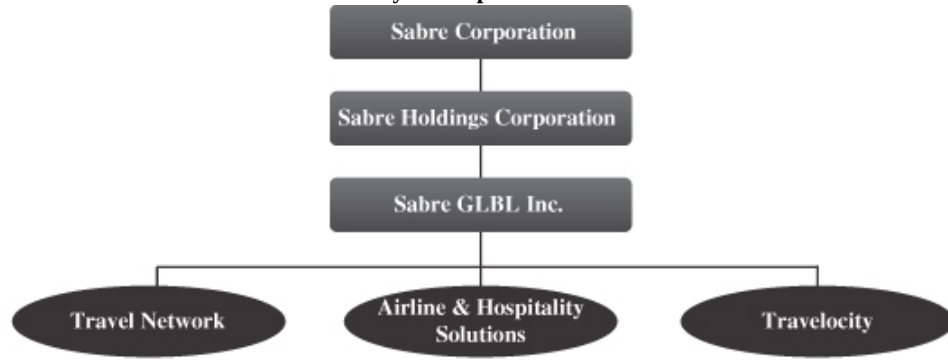 Sabre Corporation
Sabre Holdings Corporation
Sabre GLBL Inc.
Travel Network
Airline & Hospitality
Solutions
Travelocity